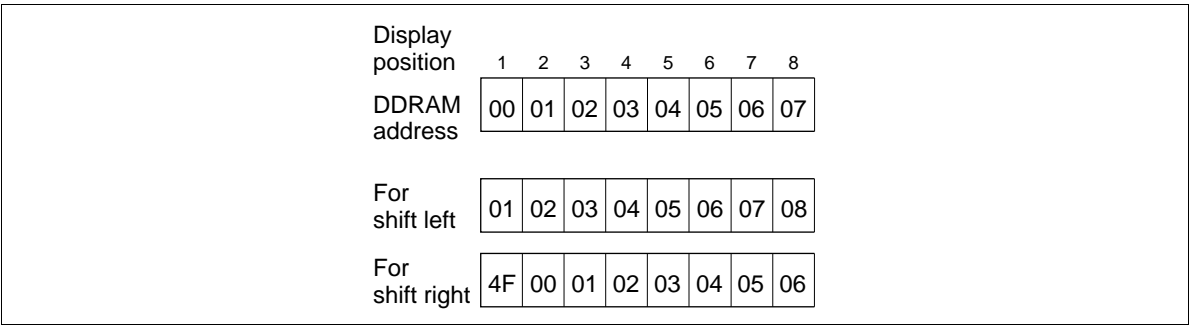 Display
position 1 2 3 4 5 6 7 8
DDRAM
address 00 01 02 03 04 05 06 07
For
shift left 01 02 03 04 05 06 07 08
For
shift right 4F 00 01 02 03 04 05 06